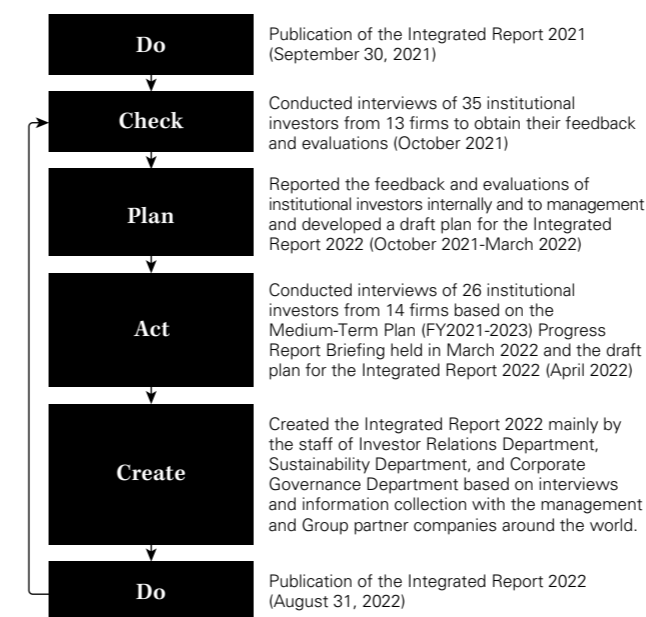 Do
Publication of the Integrated Report 2021
(September 30, 2021)
Check
Conducted interviews of 35 institutional
investors from 13 firms to obtain their feedback
and evaluations (October 2021)
Plan
Reported the feedback and evaluations of
institutional investors internally and to management
and developed a draft plan for the Integrated
Report 2022 (October 2021-March 2022)
Act
Conducted interviews of 26 institutional
investors from 14 firms based on the
Medium-Term Plan (FY2021-2023) Progress
Report Briefing held in March 2022 and the draft
plan for the Integrated Report 2022 (April 2022)
Create
Created the Integrated Report 2022 mainly by
the staff of Investor Relations Department,
Sustainability Department, and Corporate
Governance Department based on interviews
and information collection with the management
and Group partner companies around the world.
Do
Publication of the Integrated Report 2022
(August 31, 2022)